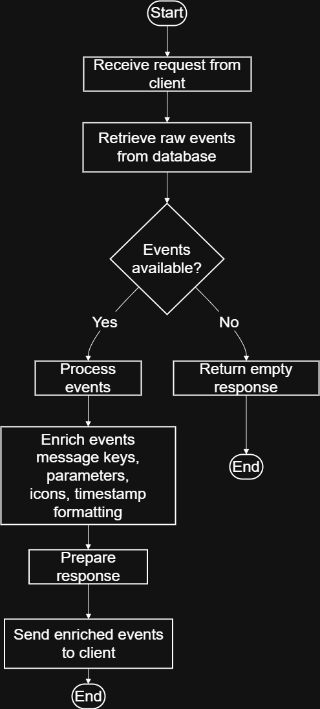 Start
Receive request from
client
Retrieve raw events
from database
Events
available?
Yes
No
Process
events
Return empty
response
Enrich events
message keys,
parameters,
icons, timestamp
formatting
End
Prepare
response
Send enriched events
to client
End